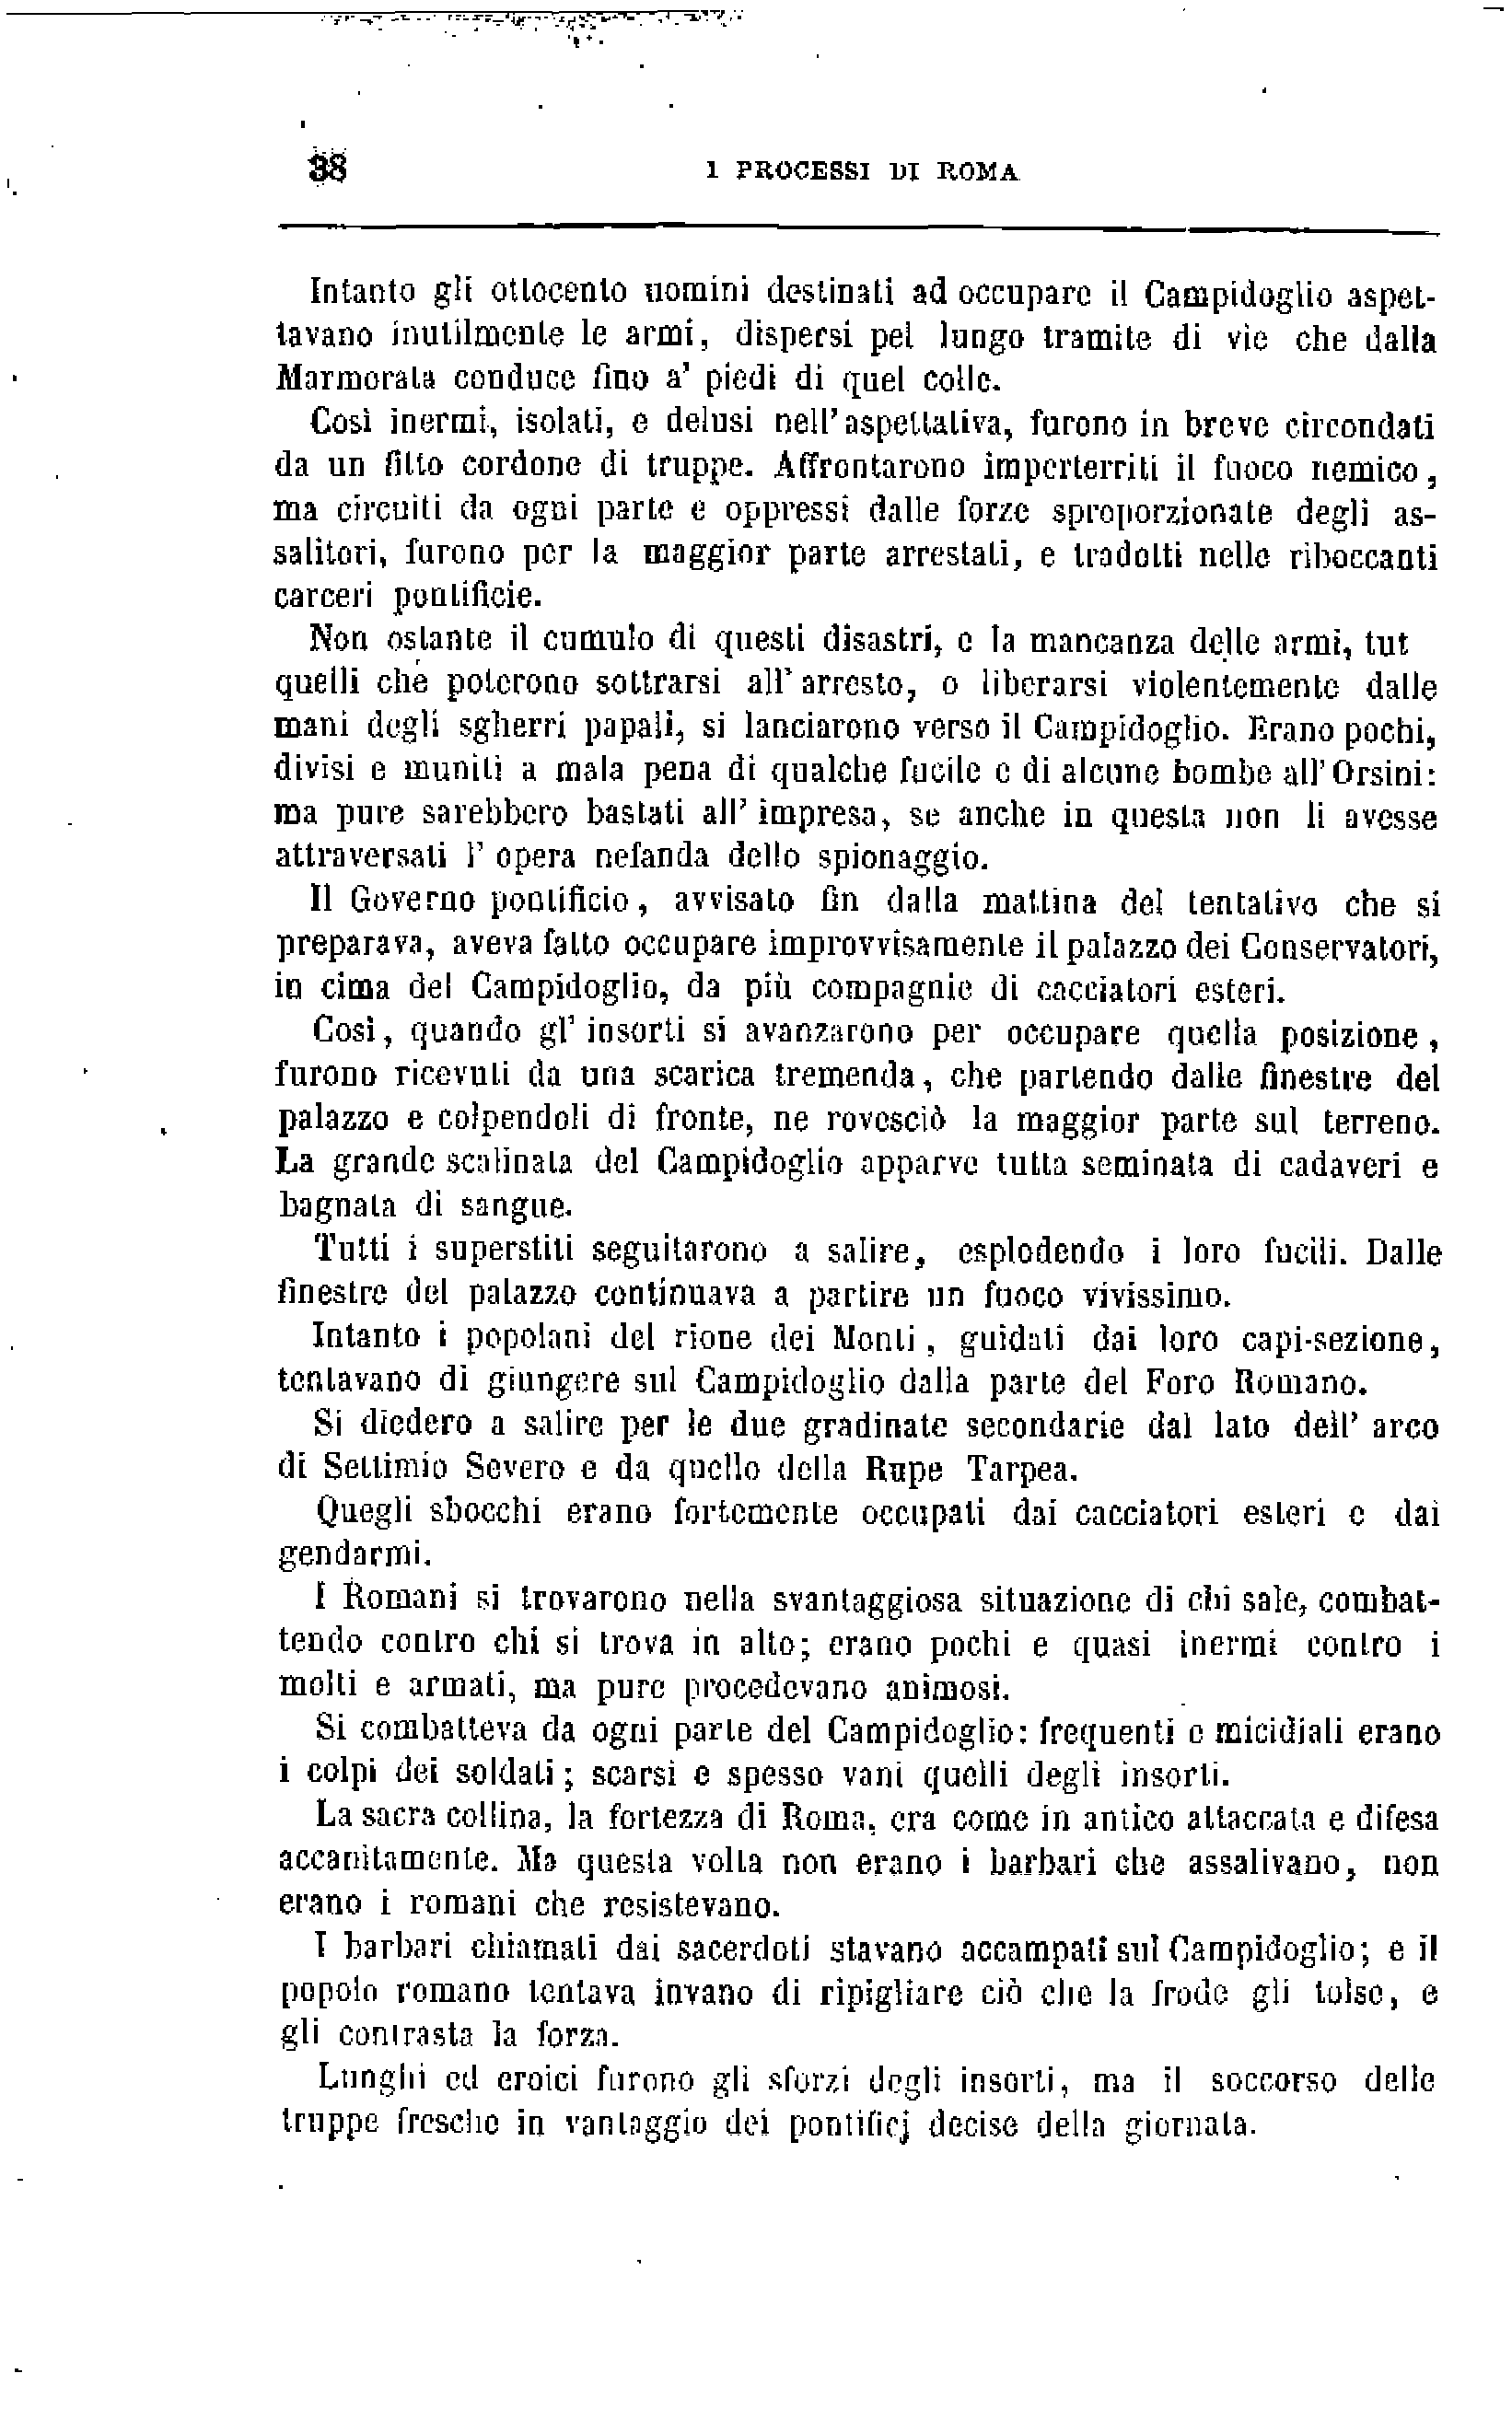 38 I PROCESSI DI ROMA
Intanto gli ottocento uomini destinati ad occupare il Campidoglio aspet-
tavano inutilmente le armi, dispersi pel lungo tramite di vie che dalla
Marmorata conduce fino a' piedi di quel colle.
Così inermi, isolati, e delusi nell'aspettativa, furono in breve circondati
da un fitto cordone di truppe. Affrontarono imperterriti il fuoco nemico,
ma circuiti da ogni parte e oppressi dalle forze sproporzionate degli as-
salitori, furono per la maggior parte arrestati, e tradotti nelle riboccanti
carceri pontificie.
Non ostante il cumulo di questi disastri, e la mancanza delle armi, tut
quelli che poterono sottrarsi all' arresto, o liberarsi violentemente dalle
mani degli sgherri papali, si lanciarono verso il Campidoglio. Erano pochi,
divisi e muniti a mala pena di qualche fucile e di alcune bombe all'Orsini:
ma pure sarebbero bastati all' impresa, se anche in questa non li avesse
attraversati l' opera nefanda dello spionaggio.
Il Governo pontificio, avvisato fin dalla mattina del tentativo che si
preparava, aveva fatto occupare improvvisamente il palazzo dei Conservatori,
in cima del Campidoglio, da più compagnie di cacciatori esteri.
Così, quando gl' insorti si avanzarono per occupare quella posizione,
furono ricevuti da una scarica tremenda, che partendo dalle finestre del
palazzo e colpendoli di fronte, ne rovesciò la maggior parte sul terreno.
La grande scalinata del Campidoglio apparve tutta seminata di cadaveri e
bagnata di sangue.
Tutti i superstiti seguitarono a salire, esplodendo i loro fucili. Dalle
finestre del palazzo continuava a partire un fuoco vivissimo.
Intanto i popolani del rione dei Monti, guidati dai loro capi-sezione,
tentavano di giungere sul Campidoglio dalla parte del Foro Romano.
Si diedero a salire per le due gradinate secondarie dal lato dell' arco
di Settimio Severo e da quello della Rupe Tarpea.
Quegli sbocchi erano fortemente occupati dai cacciatori esteri e dai
gendarmi.
I Romani si trovarono nella svantaggiosa situazione di chi sale, combat-
tendo contro chi si trova in alto; erano pochi e quasi inermi contro i
molti e armati, ma pure procedevano animosi.
Si combatteva da ogni parte del Campidoglio: frequenti e micidiali erano
i colpi dei soldati; scarsi e spesso vani quelli degli insorti.
La sacra collina, la fortezza di Roma, era come in antico attaccata e difesa
accanitamente. Ma questa volta non erano i barbari che assalivano, non
erano i romani che resistevano.
I barbari chiamati dai sacerdoti stavano accampati sul Campidoglio; e il
popolo romano tentava invano di ripigliare ciò che la frode gli tolse, e
gli contrasta la forza.
Lunghi ed eroici furono gli sforzi degli insorti, ma il soccorso delle
truppe fresche in vantaggio dei pontificj decise della giornata.